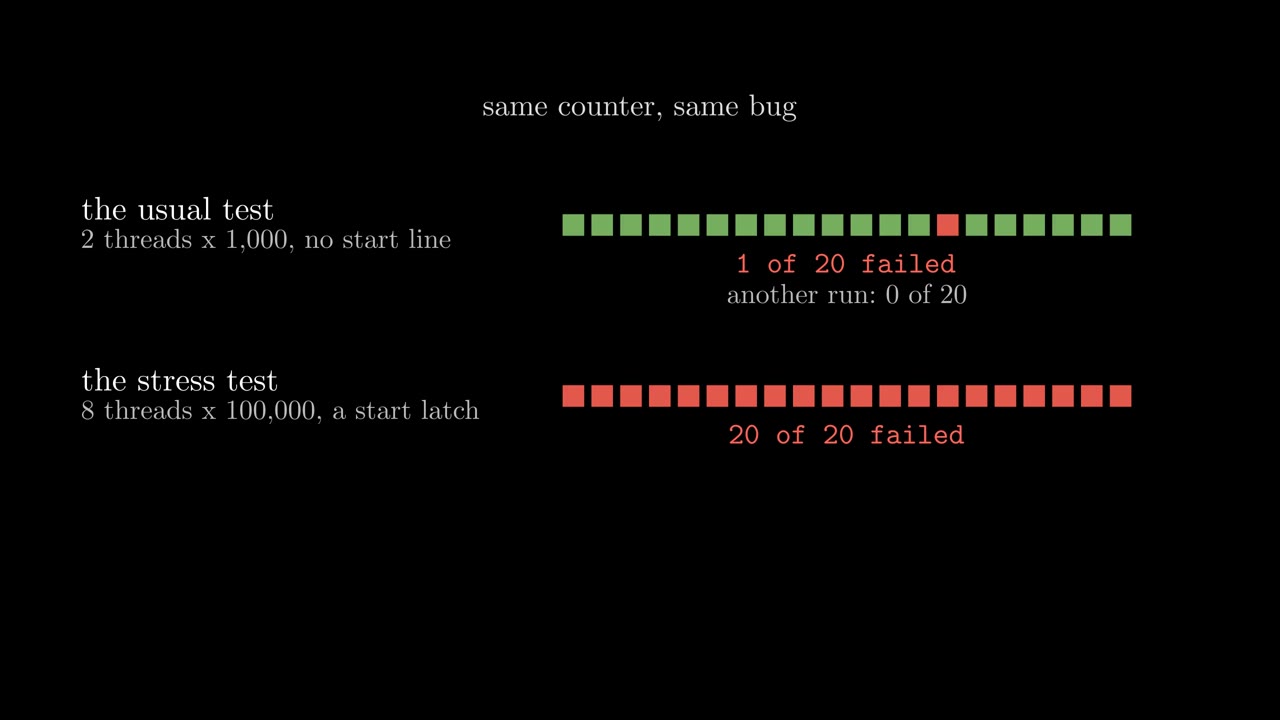 same counter, same bug
the usual test
2 threads x 1,000, no start line
1 of 20 failed
another run: 0 of 20
the stress test
8 threads x 100,000, a start latch
20 of 20 failed